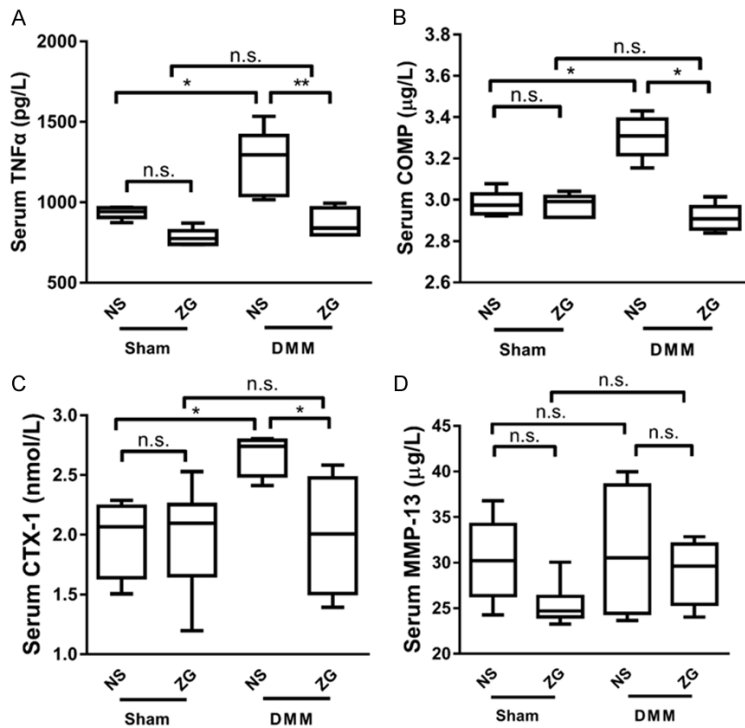 A
Serum TNFα (pg/L)
2000
1500
1000
500
n.s.
*
**
n.s.
NS
ZG
NS
ZG
Sham
DMM
B
Serum COMP (μg/L)
3.8
3.6
3.4
3.2
3.0
2.8
2.6
n.s.
*
*
n.s.
NS
ZG
NS
ZG
Sham
DMM
C
Serum CTX-1 (nmol/L)
3.0
2.5
2.0
1.5
1.0
n.s.
*
*
n.s.
NS
ZG
NS
ZG
Sham
DMM
D
Serum MMP-13 (μg/L)
45
40
35
30
25
20
n.s.
n.s.
n.s.
n.s.
NS
ZG
NS
ZG
Sham
DMM